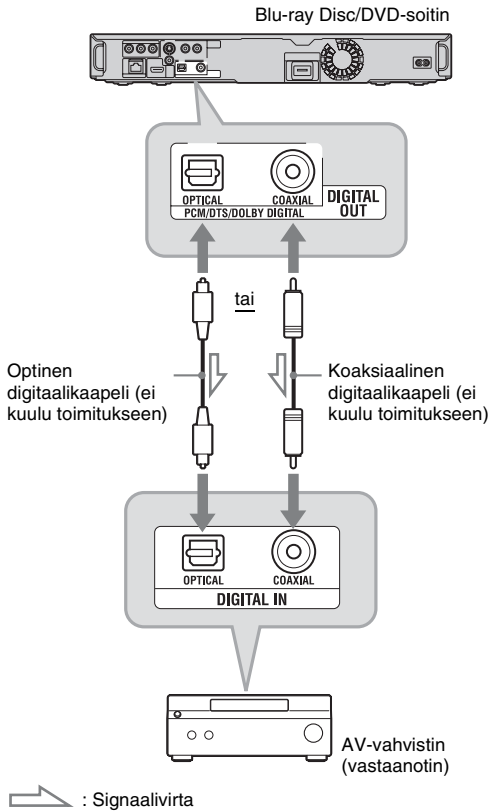 Blu-ray Disc/DVD-soitin
OPTICAL
COAXIAL
PCM/DTS/DOLBY DIGITAL
DIGITAL
OUT
tai
Optinen
digitaalikaapeli (ei
kuulu toimitukseen)
Koaksiaalinen
digitaalikaapeli (ei
kuulu toimitukseen)
OPTICAL
COAXIAL
DIGITAL IN
AV-vahvistin
(vastaanotin)
: Signaalivirta